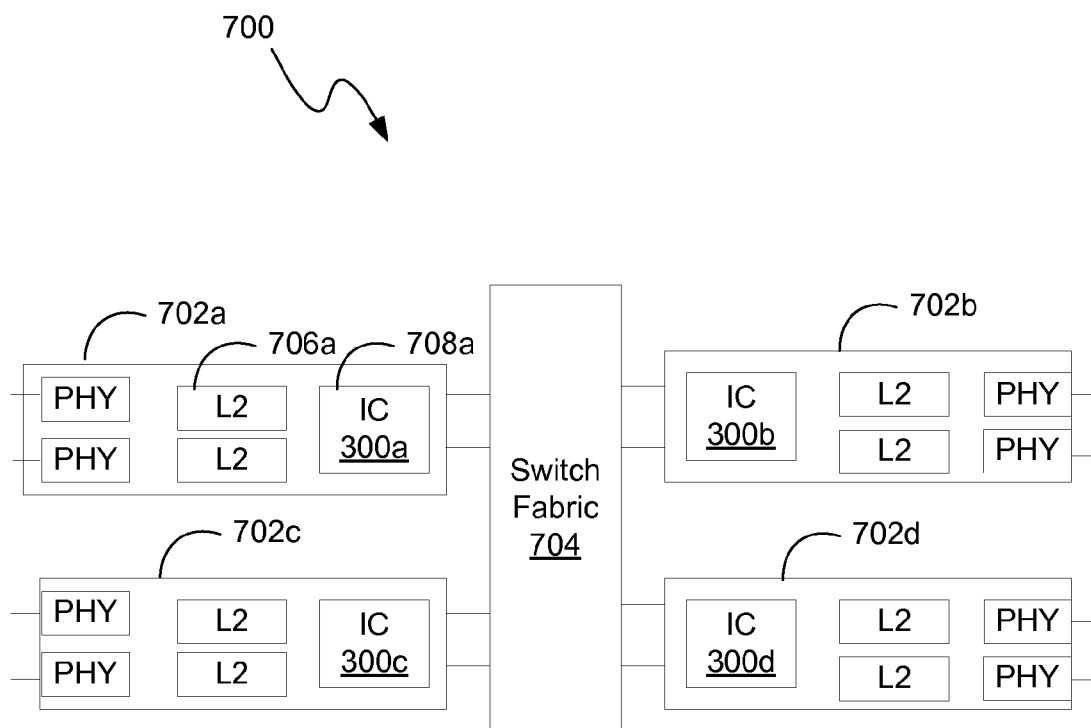 700
702a
706a
708a
702b
PHY
L2
IC
300a
PHY
L2
IC
300b
L2
PHY
L2
PHY
Switch
Fabric
704
702c
702d
PHY
L2
IC
300c
PHY
L2
IC
300d
L2
PHY
L2
PHY